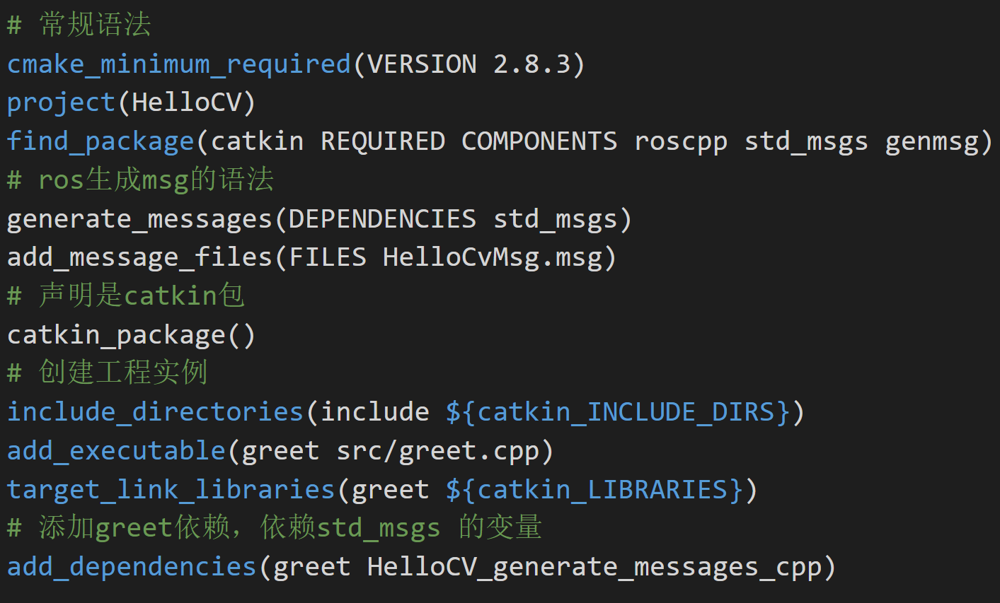 # 常规语法
cmake_minimum_required(VERSION 2.8.3)
project(HelloCV)
find_package(catkin REQUIRED COMPONENTS roscpp std_msgs genmsg)
# ros生成msg的语法
generate_messages(DEPENDENCIES std_msgs)
add_message_files(FILES HelloCvMsg.msg)
# 声明是catkin包
catkin_package()
# 创建工程实例
include_directories(include ${catkin_INCLUDE_DIRS})
add_executable(greet src/greet.cpp)
target_link_libraries(greet ${catkin_LIBRARIES})
# 添加greet依赖，依赖std_msgs 的变量
add_dependencies(greet HelloCV_generate_messages_cpp)